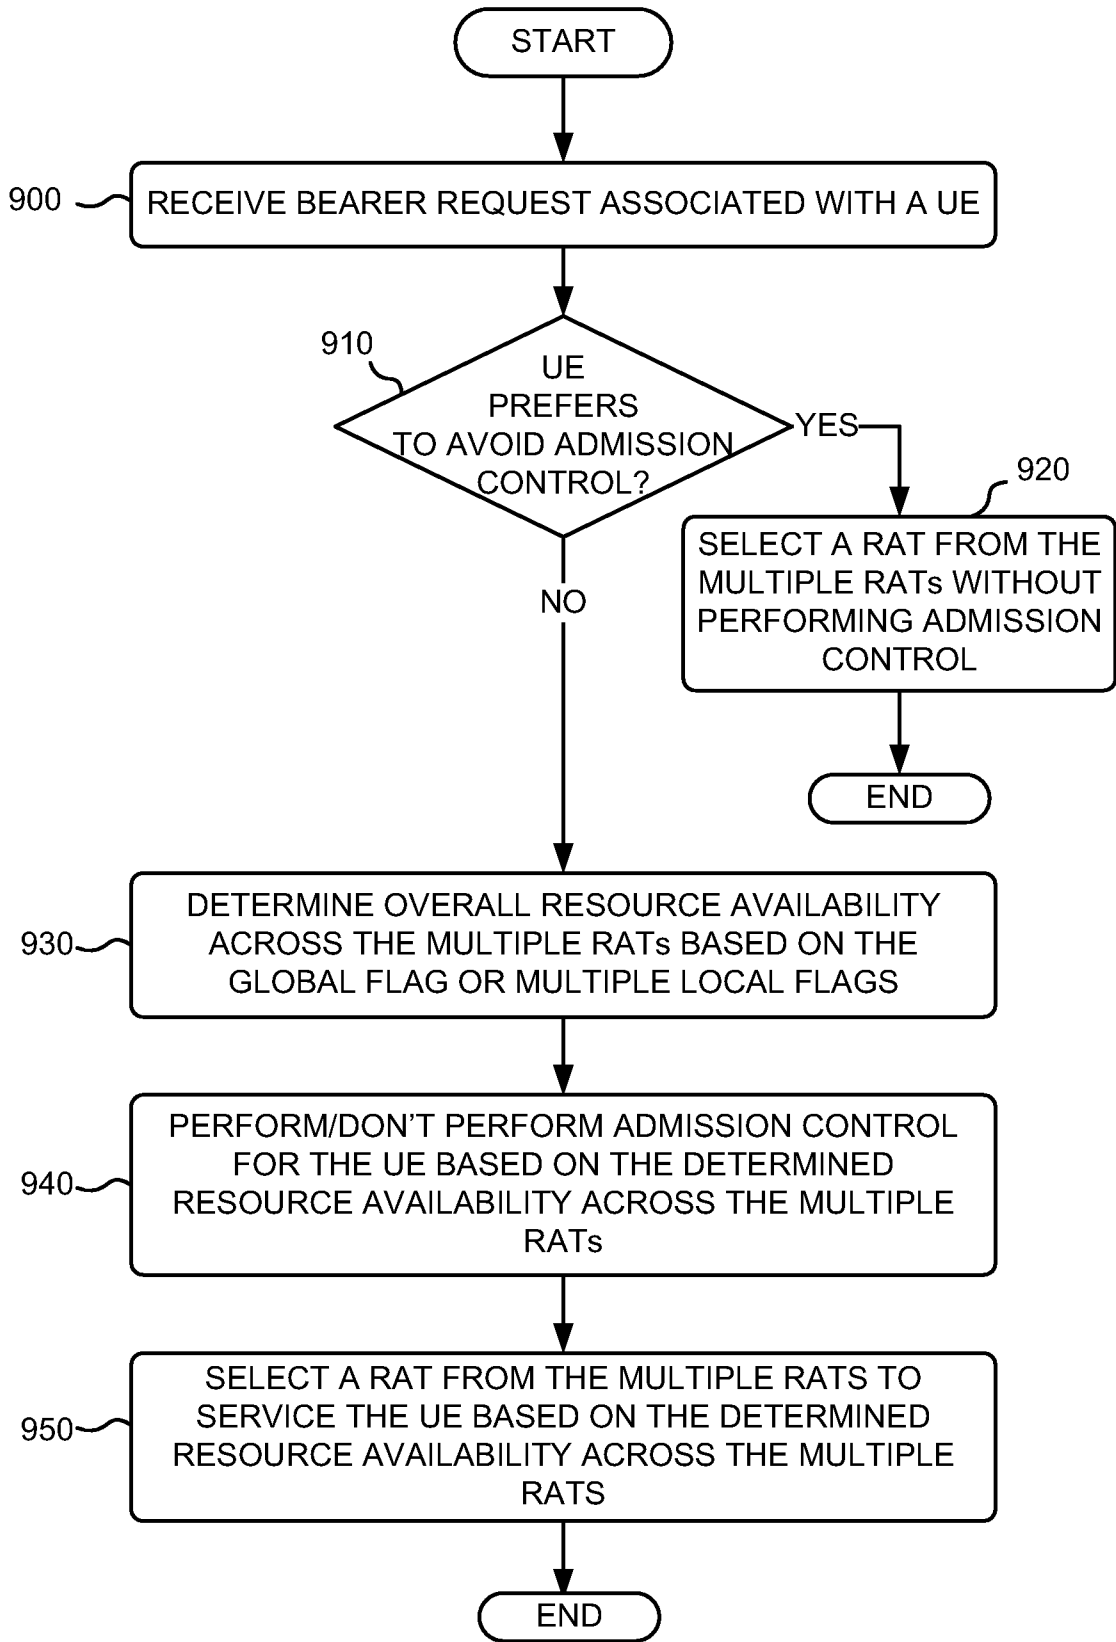 START
900
RECEIVE BEARER REQUEST ASSOCIATED WITH A UE
910
UE
PREFERS
TO AVOID ADMISSION
CONTROL?
YES
920
SELECT A RAT FROM THE
MULTIPLE RATs WITHOUT
PERFORMING ADMISSION
CONTROL
NO
END
930
DETERMINE OVERALL RESOURCE AVAILABILITY
ACROSS THE MULTIPLE RATs BASED ON THE
GLOBAL FLAG OR MULTIPLE LOCAL FLAGS
940
PERFORM/DON'T PERFORM ADMISSION CONTROL
FOR THE UE BASED ON THE DETERMINED
RESOURCE AVAILABILITY ACROSS THE MULTIPLE
RATs
950
SELECT A RAT FROM THE MULTIPLE RATS TO
SERVICE THE UE BASED ON THE DETERMINED
RESOURCE AVAILABILITY ACROSS THE MULTIPLE
RATS
END